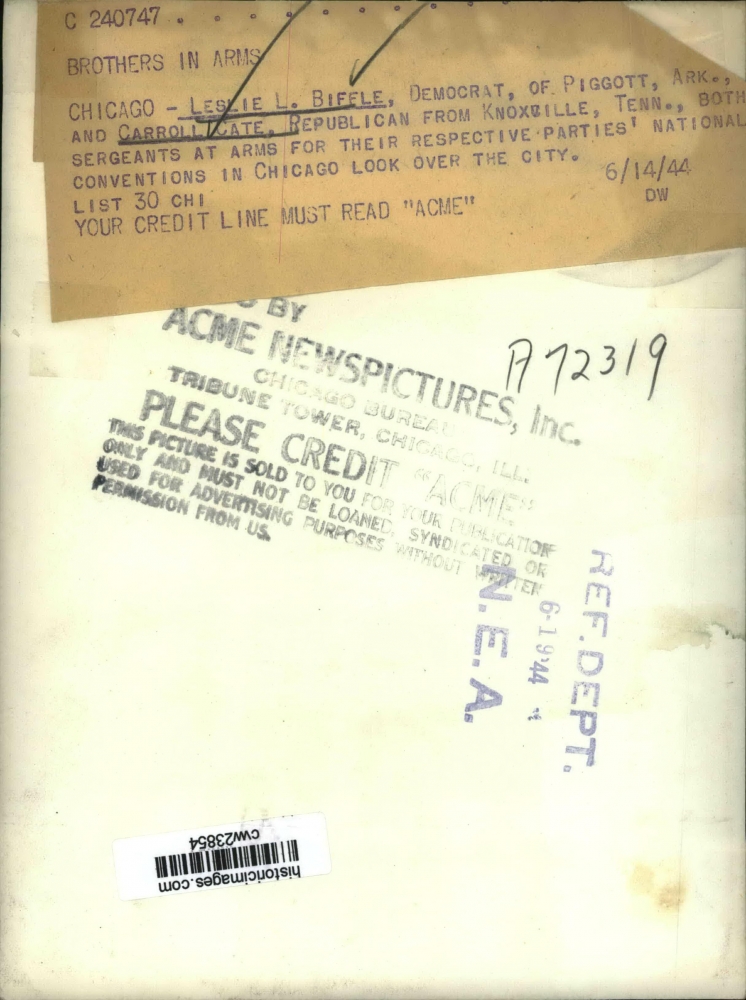 C 240747 . . . . . . . .
BROTHERS IN ARMS
CHICAGO - LESLIE L. BIFFLE, DEMOCRAT, OF PIGGOTT, ARK.,
AND CARROLL CATE, REPUBLICAN FROM KNOXVILLE, TENN., BOTH
SERGEANTS AT ARMS FOR THEIR RESPECTIVE PARTIES' NATIONAL
CONVENTIONS IN CHICAGO LOOK OVER THE CITY.
LIST 30 CHI 6/14/44
YOUR CREDIT LINE MUST READ "ACME" DW
BY
ACME NEWSPICTURES, Inc.
CHICAGO BUREAU
TRIBUNE TOWER, CHICAGO, ILL.
PLEASE CREDIT "ACME"
THIS PICTURE IS SOLD TO YOU FOR YOUR PUBLICATION
ONLY AND MUST NOT BE LOANED, SYNDICATED OR
USED FOR ADVERTISING PURPOSES WITHOUT WRITTEN
PERMISSION FROM US.
A72319
REF. DEPT.
6-19-44
N.E.A.
historicimages.com
cw23854